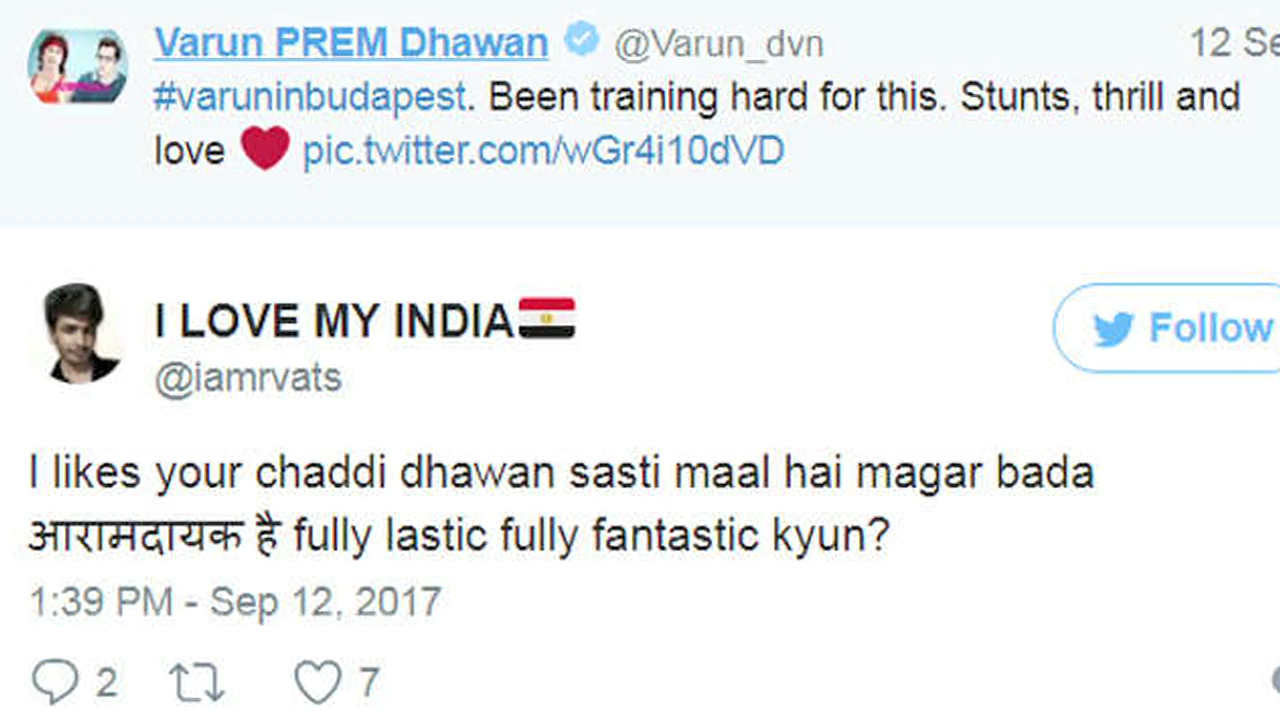 Varun PREM Dhawan @Varun_dvn 12 Se
#varuninbudapest. Been training hard for this. Stunts, thrill and
love ❤ pic.twitter.com/wGr4i10dVD
I LOVE MY INDIA🇪🇬
Follow
@iamrvats
I likes your chaddi dhawan sasti maal hai magar bada
आरामदायक है fully lastic fully fantastic kyun?
1:39 PM - Sep 12, 2017
2 7